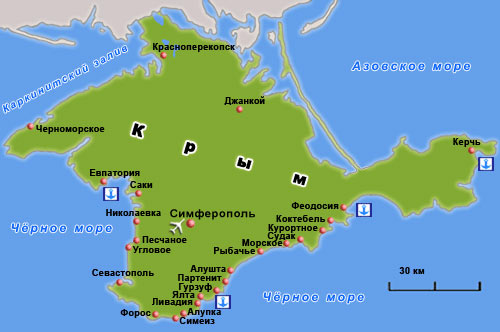 Красноперекопск
Каркинитский залив
Азовское море
Джанкой
Черноморское
Крым
Керчь
Евпатория
Саки
Феодосия
Николаевка
Симферополь
Коктебель
Курортное
Чёрное море
Судак
Песчаное
Морское
Угловое
Рыбачье
Алушта
30 км
Севастополь
Партенит
Гурзуф
Ялта
Чёрное море
Ливадия
Форос
Алупка
Симеиз